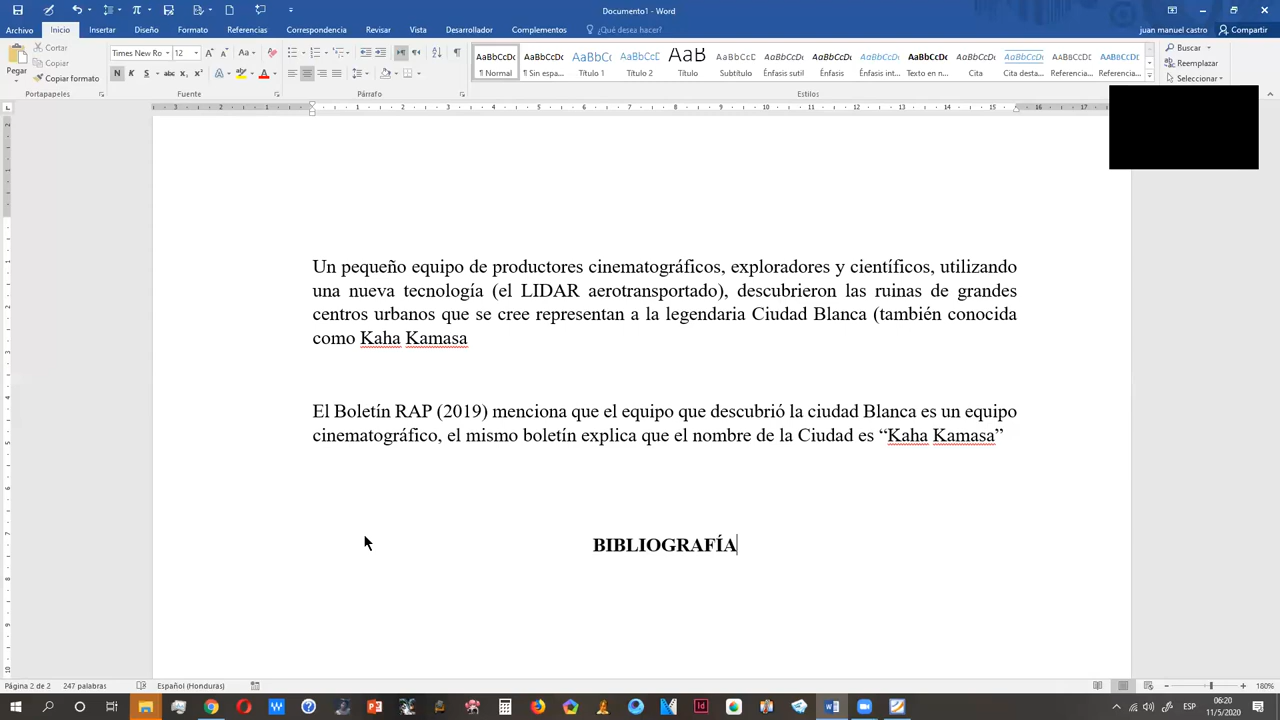 Documento1 - Word
Archivo Inicio Insertar Diseño Formato Referencias Correspondencia Revisar Vista Desarrollador Complementos ¿Qué desea hacer? juan manuel castro Compartir
Pegar
Cortar
Copiar
Copiar formato
Times New Ro 12
AaBbCcDc ¶ Normal
¶ Sin espa...
Título 1
Título 2
Título
Subtítulo
Énfasis sutil
Énfasis
Énfasis int...
Texto en n...
Cita
Cita desta...
Referencia...
Referencia...
Buscar
Reemplazar
Seleccionar
Portapapeles Fuente Párrafo Estilos
Un pequeño equipo de productores cinematográficos, exploradores y científicos, utilizando
una nueva tecnología (el LIDAR aerotransportado), descubrieron las ruinas de grandes
centros urbanos que se cree representan a la legendaria Ciudad Blanca (también conocida
como Kaha Kamasa
El Boletín RAP (2019) menciona que el equipo que descubrió la ciudad Blanca es un equipo
cinematográfico, el mismo boletín explica que el nombre de la Ciudad es “Kaha Kamasa”
BIBLIOGRAFÍA
Página 2 de 2 247 palabras Español (Honduras) 180%
ESP
06:20
11/5/2020